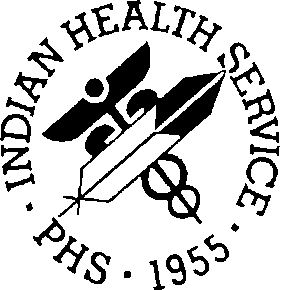 INDIAN HEALTH SERVICE
· PHS · 1955 ·